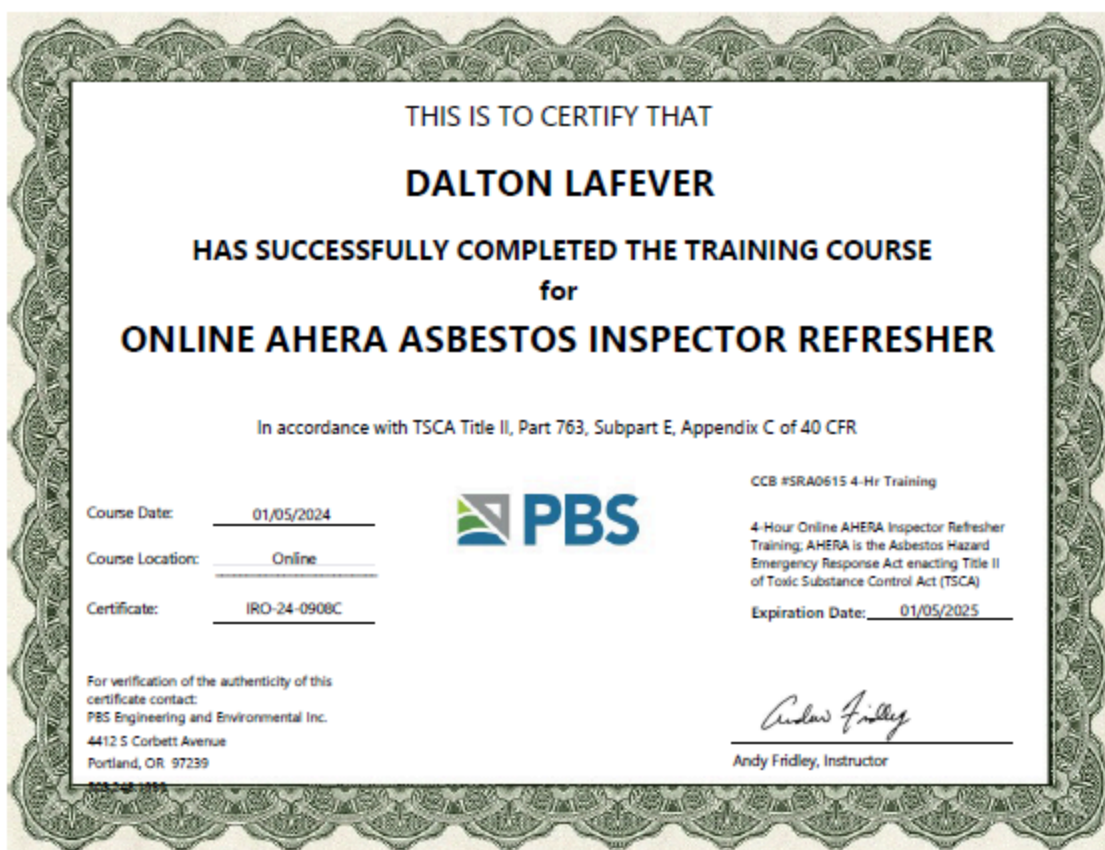 THIS IS TO CERTIFY THAT
DALTON LAFEVER
HAS SUCCESSFULLY COMPLETED THE TRAINING COURSE
for
ONLINE AHERA ASBESTOS INSPECTOR REFRESHER
In accordance with TSCA Title II, Part 763, Subpart E, Appendix C of 40 CFR
Course Date: 01/05/2024
Course Location: Online
Certificate: IRO-24-0908C
PBS
CCB #SRA0615 4-Hr Training
4-Hour Online AHERA Inspector Refresher
Training; AHERA is the Asbestos Hazard
Emergency Response Act enacting Title II
of Toxic Substance Control Act (TSCA)
Expiration Date: 01/05/2025
For verification of the authenticity of this
certificate contact:
PBS Engineering and Environmental Inc.
4412 S Corbett Avenue
Portland, OR 97239
Andy Fridley, Instructor